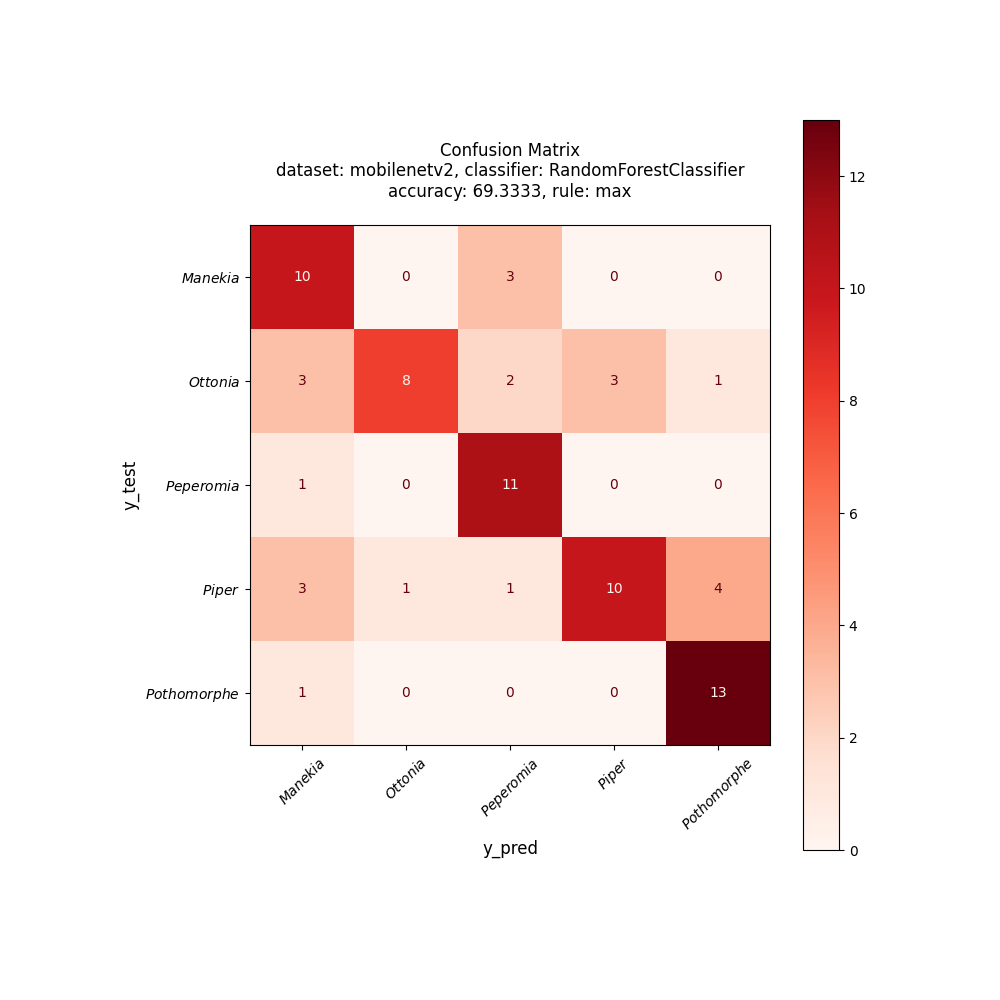 Confusion Matrix
dataset: mobilenetv2, classifier: RandomForestClassifier
accuracy: 69.3333, rule: max
Manekia 10 0 3 0 0
Ottonia 3 8 2 3 1
Peperomia 1 0 11 0 0
Piper 3 1 1 10 4
Pothomorphe 1 0 0 0 13
y_test
Manekia Ottonia Peperomia Piper Pothomorphe
y_pred
12
10
8
6
4
2
0